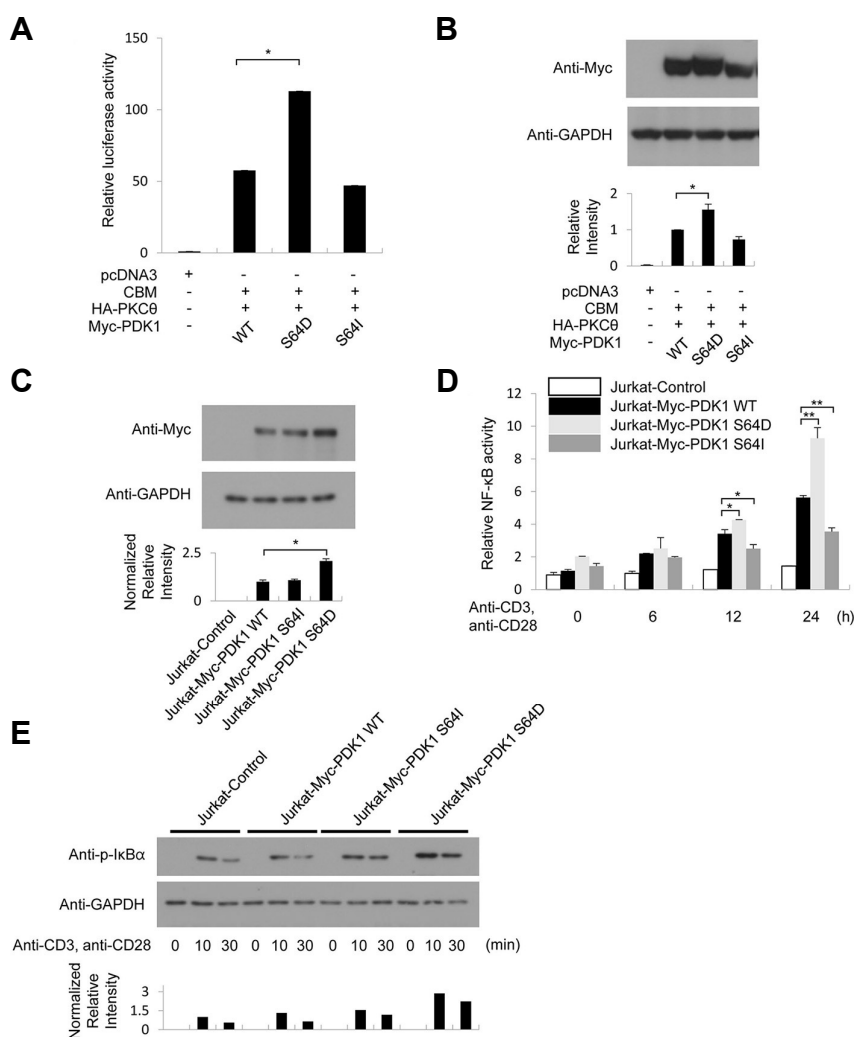 A
Relative luciferase activity
150
100
50
0
*
pcDNA3 + - - -
CBM - + + +
HA-PKCθ - + + +
Myc-PDK1 - WT S64D S64I
B
Anti-Myc
Anti-GAPDH
Relative
Intensity
2
1
0
*
pcDNA3 + - - -
CBM - + + +
HA-PKCθ - + + +
Myc-PDK1 - WT S64D S64I
C
Anti-Myc
Anti-GAPDH
Normalized
Relative
Intensity
2.5
0
*
Jurkat-Control
Jurkat-Myc-PDK1 WT
Jurkat-Myc-PDK1 S64I
Jurkat-Myc-PDK1 S64D
D
Relative NF-κB activity
12
10
8
6
4
2
0
Jurkat-Control
Jurkat-Myc-PDK1 WT
Jurkat-Myc-PDK1 S64D
Jurkat-Myc-PDK1 S64I
*
*
**
**
Anti-CD3,
anti-CD28
0 6 12 24 (h)
E
Jurkat-Control
Jurkat-Myc-PDK1 WT
Jurkat-Myc-PDK1 S64I
Jurkat-Myc-PDK1 S64D
Anti-p-IκBα
Anti-GAPDH
Anti-CD3, anti-CD28 0 10 30 0 10 30 0 10 30 0 10 30 (min)
Normalized
Relative
Intensity
3
1.5
0